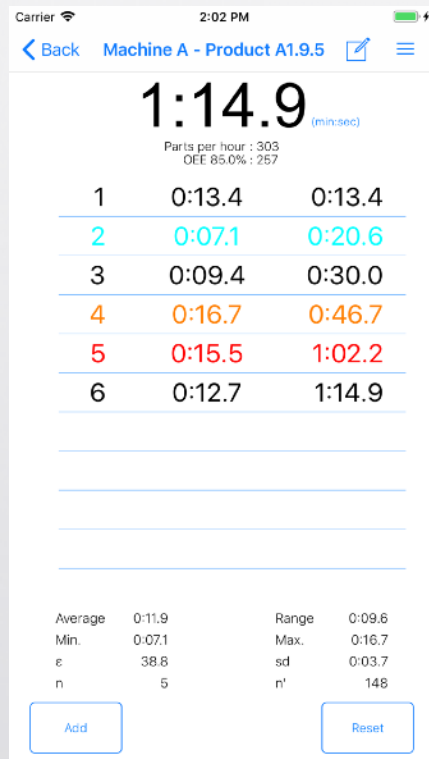 Carrier 2:02 PM
Back Machine A - Product A1.9.5
1:14.9 (min:sec)
Parts per hour : 303
OEE 85.0% : 257
1 0:13.4 0:13.4
2 0:07.1 0:20.6
3 0:09.4 0:30.0
4 0:16.7 0:46.7
5 0:15.5 1:02.2
6 0:12.7 1:14.9
Average 0:11.9 Range 0:09.6
Min. 0:07.1 Max. 0:16.7
ε 38.8 sd 0:03.7
n 5 n' 148
Add Reset